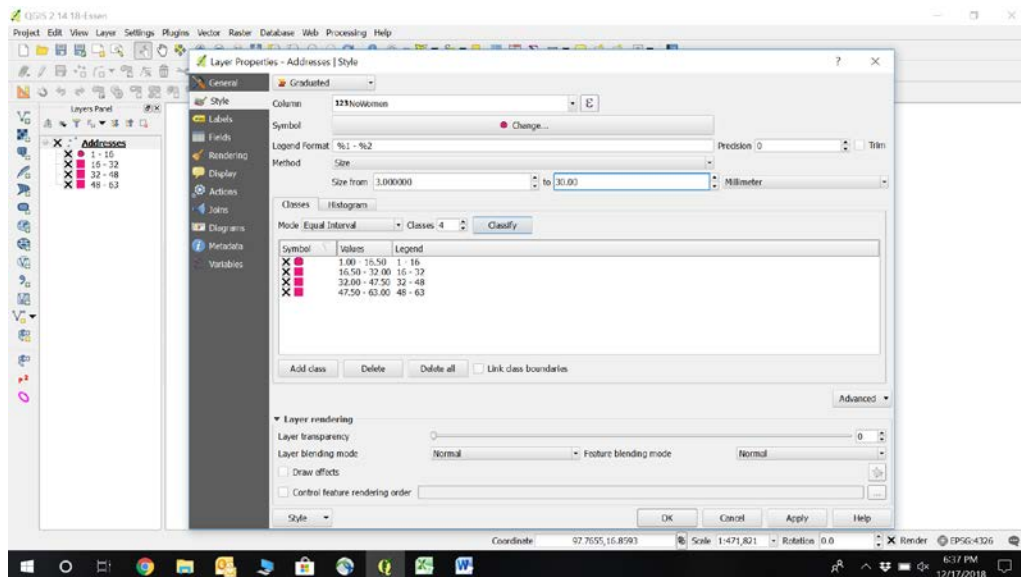 QGIS 2.14.18-Essen
Project Edit View Layer Settings Plugins Vector Raster Database Web Processing Help
Layer Properties - Addresses | Style
General
Style
Labels
Fields
Rendering
Display
Actions
Joins
Diagrams
Metadata
Variables
Layers Panel
Addresses
1 - 16
16 - 32
32 - 48
48 - 63
Graduated
Column 123 NoWomen
Symbol Change...
Legend Format %1 - %2 Precision 0 Trim
Method Size
Size from 3.000000 to 30.00 Millimeter
Classes Histogram
Mode Equal Interval Classes 4 Classify
Symbol Values Legend
1.00 - 16.50 1 - 16
16.50 - 32.00 16 - 32
32.00 - 47.50 32 - 48
47.50 - 63.00 48 - 63
Add class Delete Delete all Link class boundaries
Advanced
Layer rendering
Layer transparency 0
Layer blending mode Normal Feature blending mode Normal
Draw effects
Control feature rendering order ...
Style OK Cancel Apply Help
Coordinate 97.7655,16.8593 Scale 1:471,821 Rotation 0.0 Render EPSG:4326
6:37 PM
12/17/2018